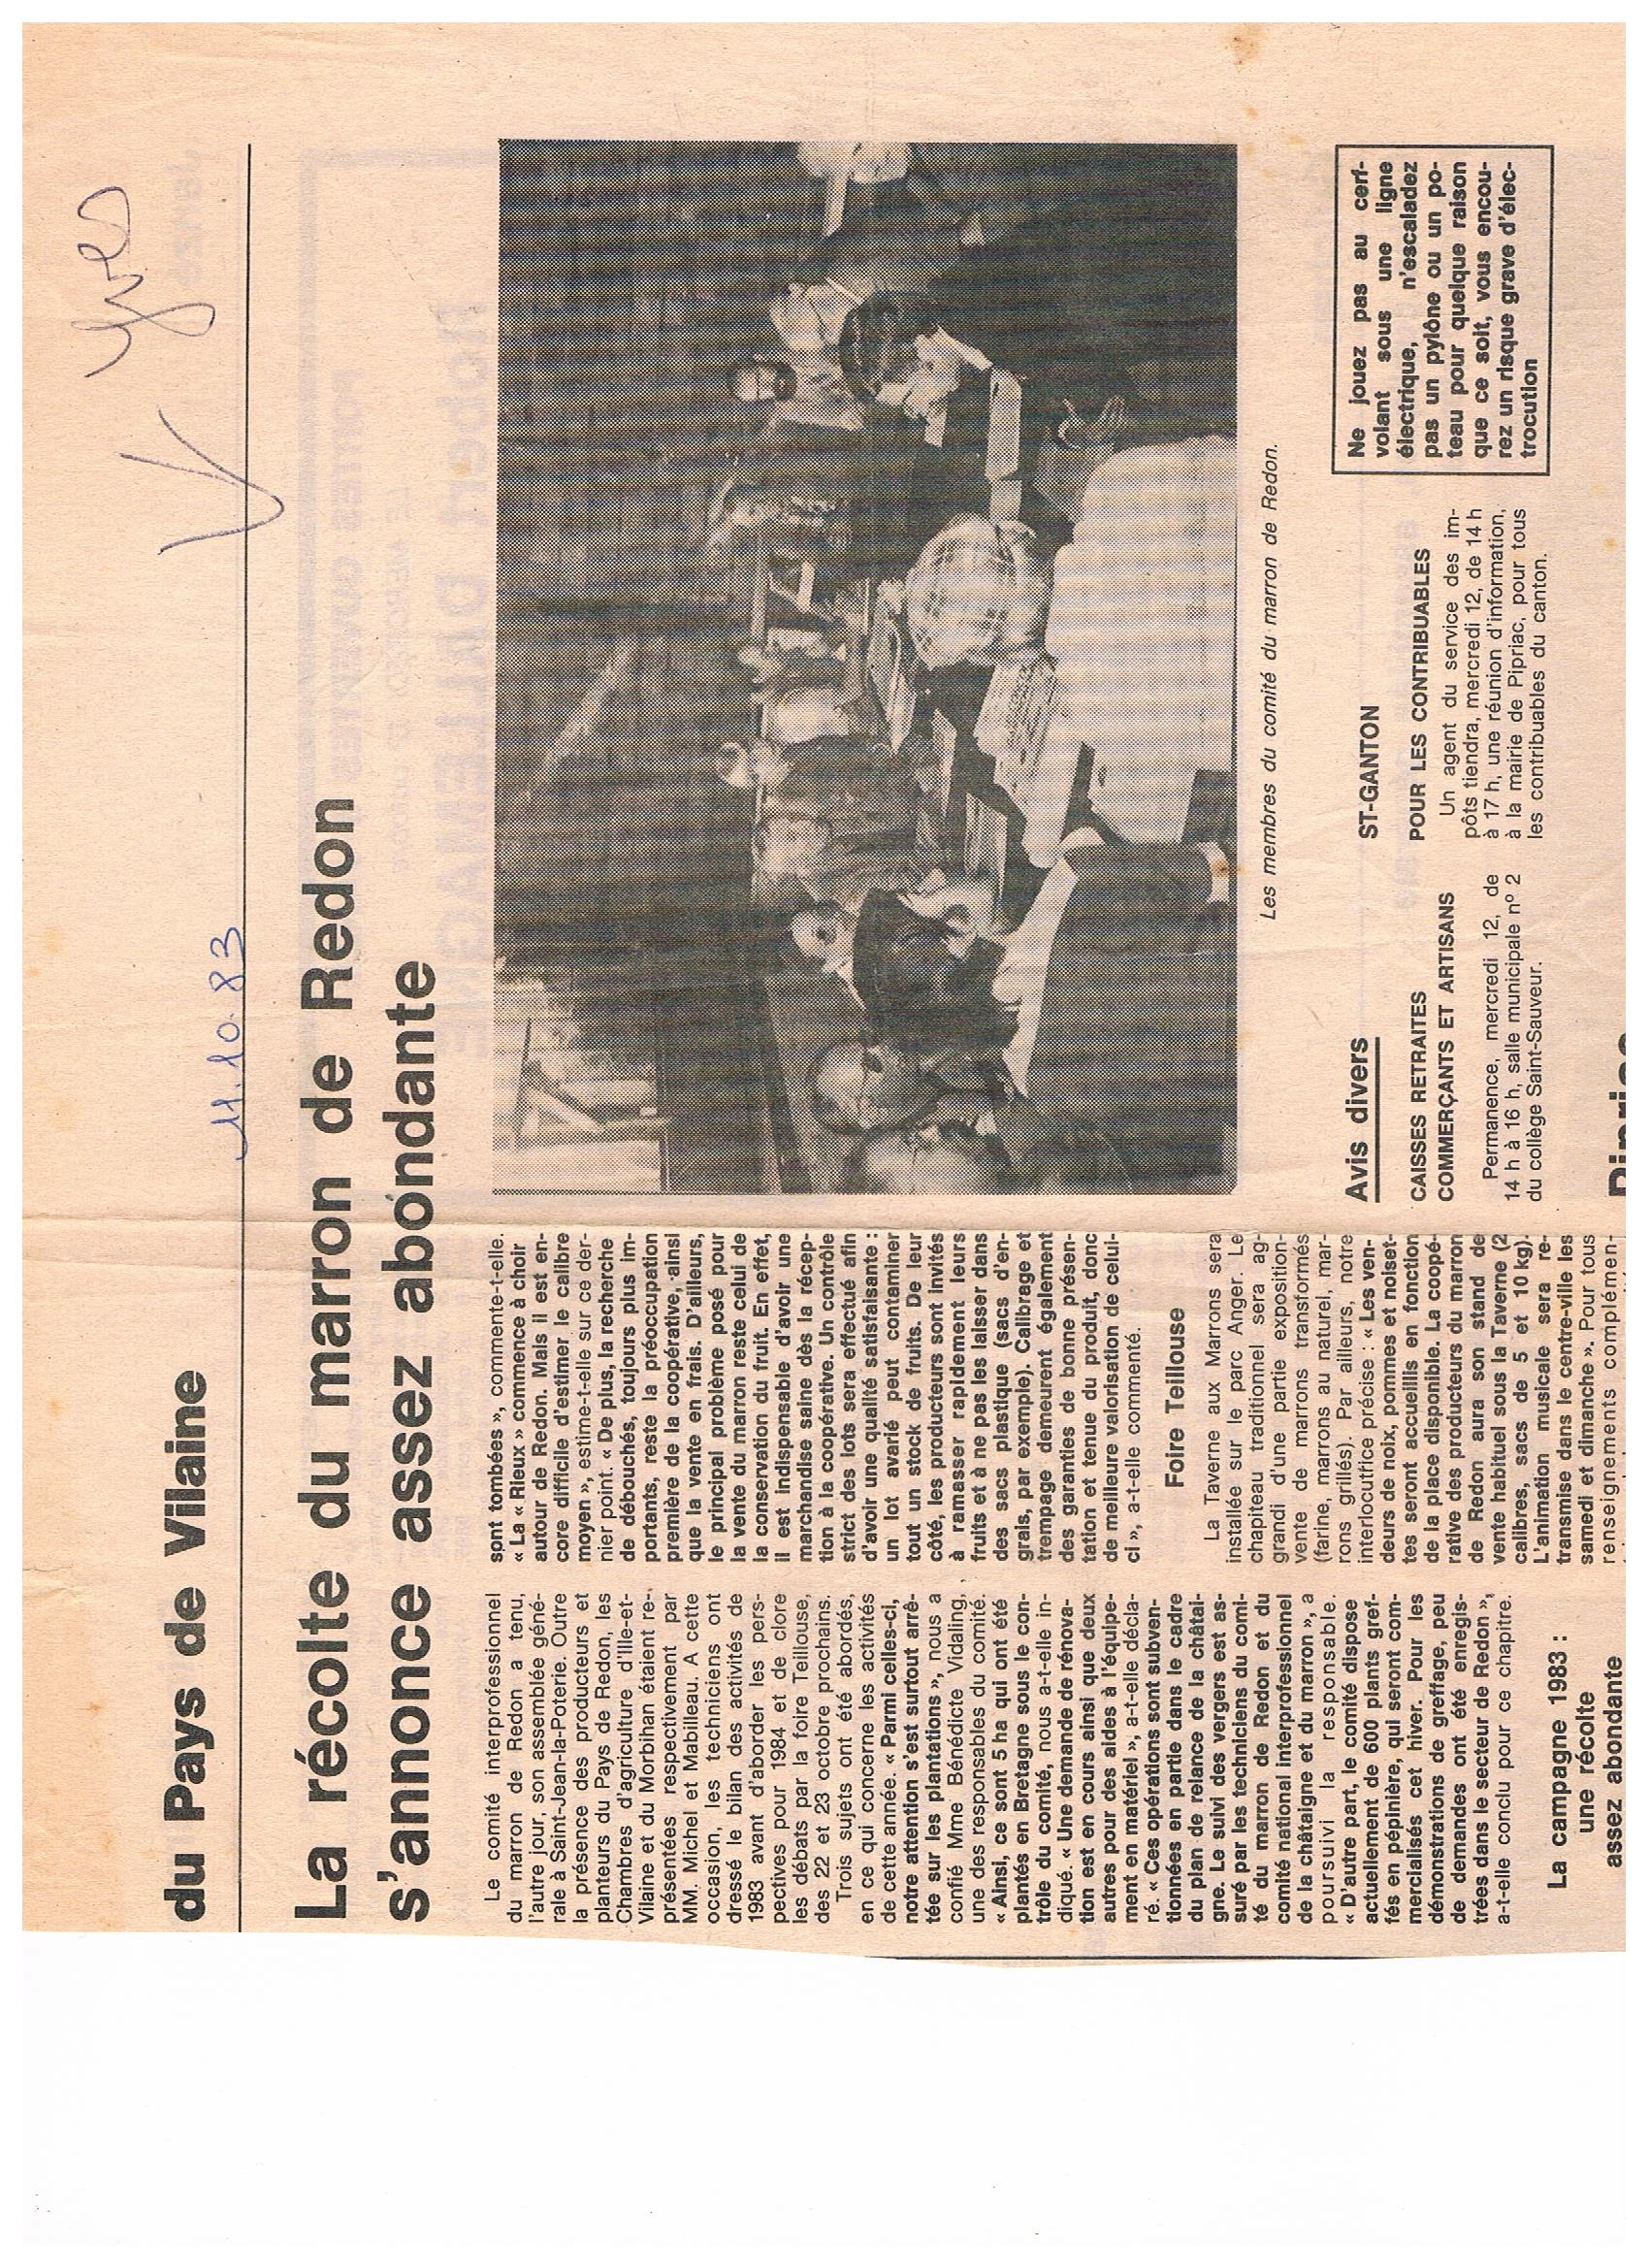 yves
11.10.83
du Pays de Vilaine
La récolte du marron de Redon
s'annonce assez abondante
Le comité interprofessionnel
du marron de Redon a tenu,
l'autre jour, son assemblée géné-
rale à Saint-Jean-la-Poterie. Outre
la présence des producteurs et
planteurs du Pays de Redon, les
Chambres d'agriculture d'Ille-et-
Vilaine et du Morbihan étaient re-
présentées respectivement par
MM. Michel et Mabilleau. A cette
occasion, les techniciens ont
dressé le bilan des activités de
1983 avant d'aborder les pers-
pectives pour 1984 et de clore
les débats par la foire Teillouse,
des 22 et 23 octobre prochains.
Trois sujets ont été abordés,
en ce qui concerne les activités
de cette année. « Parmi celles-ci,
notre attention s'est surtout arrê-
tée sur les plantations », nous a
confié Mme Bénédicte Vidaling,
une des responsables du comité.
« Ainsi, ce sont 5 ha qui ont été
plantés en Bretagne sous le con-
trôle du comité, nous a-t-elle in-
diqué. « Une demande de rénova-
tion est en cours ainsi que deux
autres pour des aides à l'équipe-
ment en matériel », a-t-elle décla-
ré. « Ces opérations sont subven-
tionnées en partie dans le cadre
du plan de relance de la châtai-
gne. Le suivi des vergers est as-
suré par les techniciens du comi-
té du marron de Redon et du
comité national interprofessionnel
de la châtaigne et du marron », a
poursuivi la responsable.
« D'autre part, le comité dispose
actuellement de 600 plants gref-
fés en pépinière, qui seront com-
mercialisés cet hiver. Pour les
démonstrations de greffage, peu
de demandes ont été enregis-
trées dans le secteur de Redon »,
a-t-elle conclu pour ce chapitre.
La campagne 1983 :
une récolte
assez abondante
sont tombées », commente-t-elle.
« La « Rieux » commence à choir
autour de Redon. Mais il est en-
core difficile d'estimer le calibre
moyen », estime-t-elle sur ce der-
nier point. « De plus, la recherche
de débouchés, toujours plus im-
portants, reste la préoccupation
première de la coopérative, ainsi
que la vente en frais. D'ailleurs,
le principal problème posé pour
la vente du marron reste celui de
la conservation du fruit. En effet,
il est indispensable d'avoir une
marchandise saine dès la récep-
tion à la coopérative. Un contrôle
strict des lots sera effectué afin
d'avoir une qualité satisfaisante :
un lot avarié peut contaminer
tout un stock de fruits. De leur
côté, les producteurs sont invités
à ramasser rapidement leurs
fruits et à ne pas les laisser dans
des sacs plastique (sacs d'en-
grais, par exemple). Calibrage et
trempage demeurent également
des garanties de bonne présen-
tation et tenue du produit, donc
de meilleure valorisation de celui-
ci », a-t-elle commenté.
Foire Teillouse
La Taverne aux Marrons sera
installée sur le parc Anger. Le
chapiteau traditionnel sera ag-
grandi d'une partie exposition-
vente de marrons transformés
(farine, marrons au naturel, mar-
rons grillés). Par ailleurs, notre
interlocutrice précise : « Les ven-
deurs de noix, pommes et noiset-
tes seront accueillis en fonction
de la place disponible. La coopé-
rative des producteurs du marron
de Redon aura son stand de
vente habituel sous la Taverne (2
calibres, sacs de 5 et 10 kg).
L'animation musicale sera re-
transmise dans le centre-ville les
samedi et dimanche ». Pour tous
renseignements complémen-
Les membres du comité du marron de Redon.
Avis divers
CAISSES RETRAITES
COMMERÇANTS ET ARTISANS
Permanence, mercredi 12, de
14 h à 16 h, salle municipale nº 2
du collège Saint-Sauveur.
ST-GANTON
POUR LES CONTRIBUABLES
Un agent du service des im-
pôts tiendra, mercredi 12, de 14 h
à 17 h, une réunion d'information,
à la mairie de Pipriac, pour tous
les contribuables du canton.
Ne jouez pas au cerf-
volant sous une ligne
électrique, n'escaladez
pas un pylône ou un po-
teau pour quelque raison
que ce soit, vous encou-
rez un risque grave d'élec-
trocution